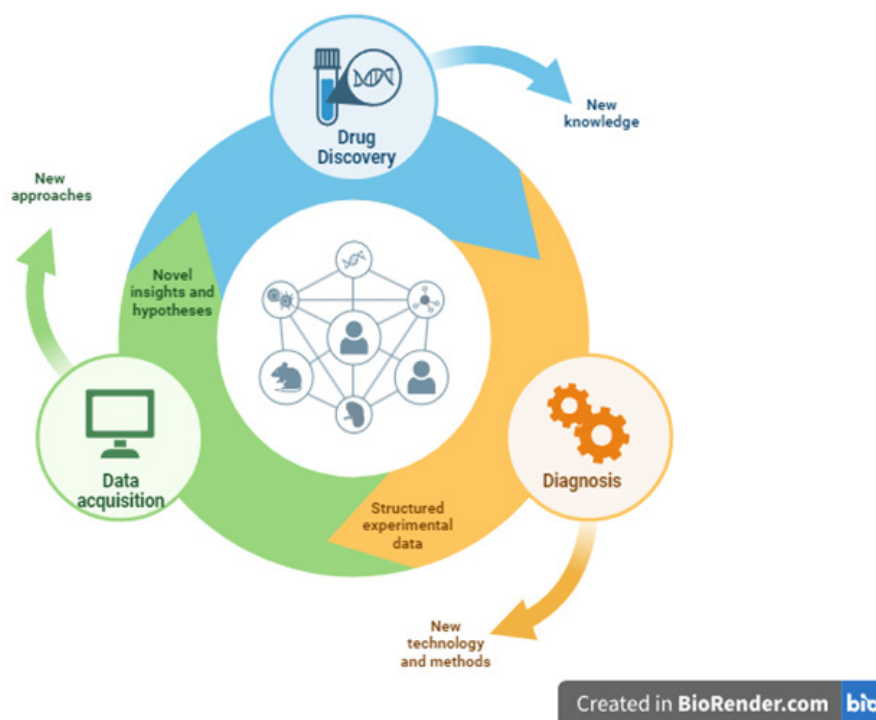 Drug
Discovery
New
knowledge
New
approaches
Novel
insights and
hypotheses
Data
acquisition
Diagnosis
Structured
experimental
data
New
technology
and methods
Created in BioRender.com